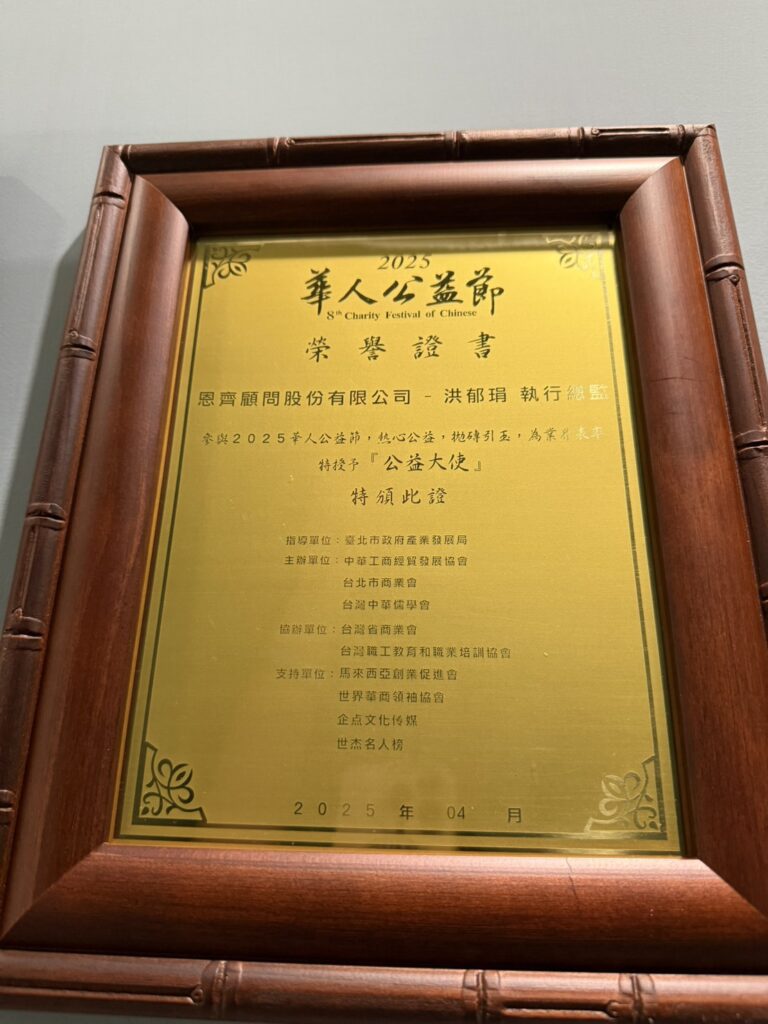 2025
華人公益節
8th Charity Festival of Chinese
榮譽證書
恩齊顧問股份有限公司 - 洪郁琄 執行總監
參與2025華人公益節，熱心公益，拋磚引玉，為業界表率
特授予『公益大使』
特頒此證
指導單位：臺北市政府產業發展局
主辦單位：中華工商經貿發展協會
台北市商業會
台灣中華儒學會
協辦單位：台灣省商業會
台灣職工教育和職業培訓協會
支持單位：馬來西亞創業促進會
世界華商領袖協會
企点文化传媒
世杰名人榜
2025 年 04 月